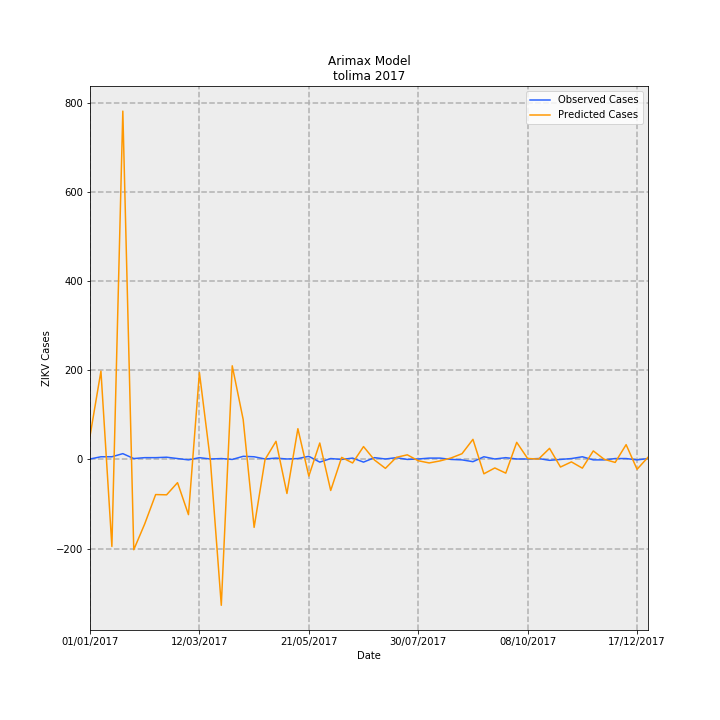 Arimax Model
tolima 2017
Observed Cases
Predicted Cases
800
600
400
200
0
−200
ZIKV Cases
01/01/2017 12/03/2017 21/05/2017 30/07/2017 08/10/2017 17/12/2017
Date